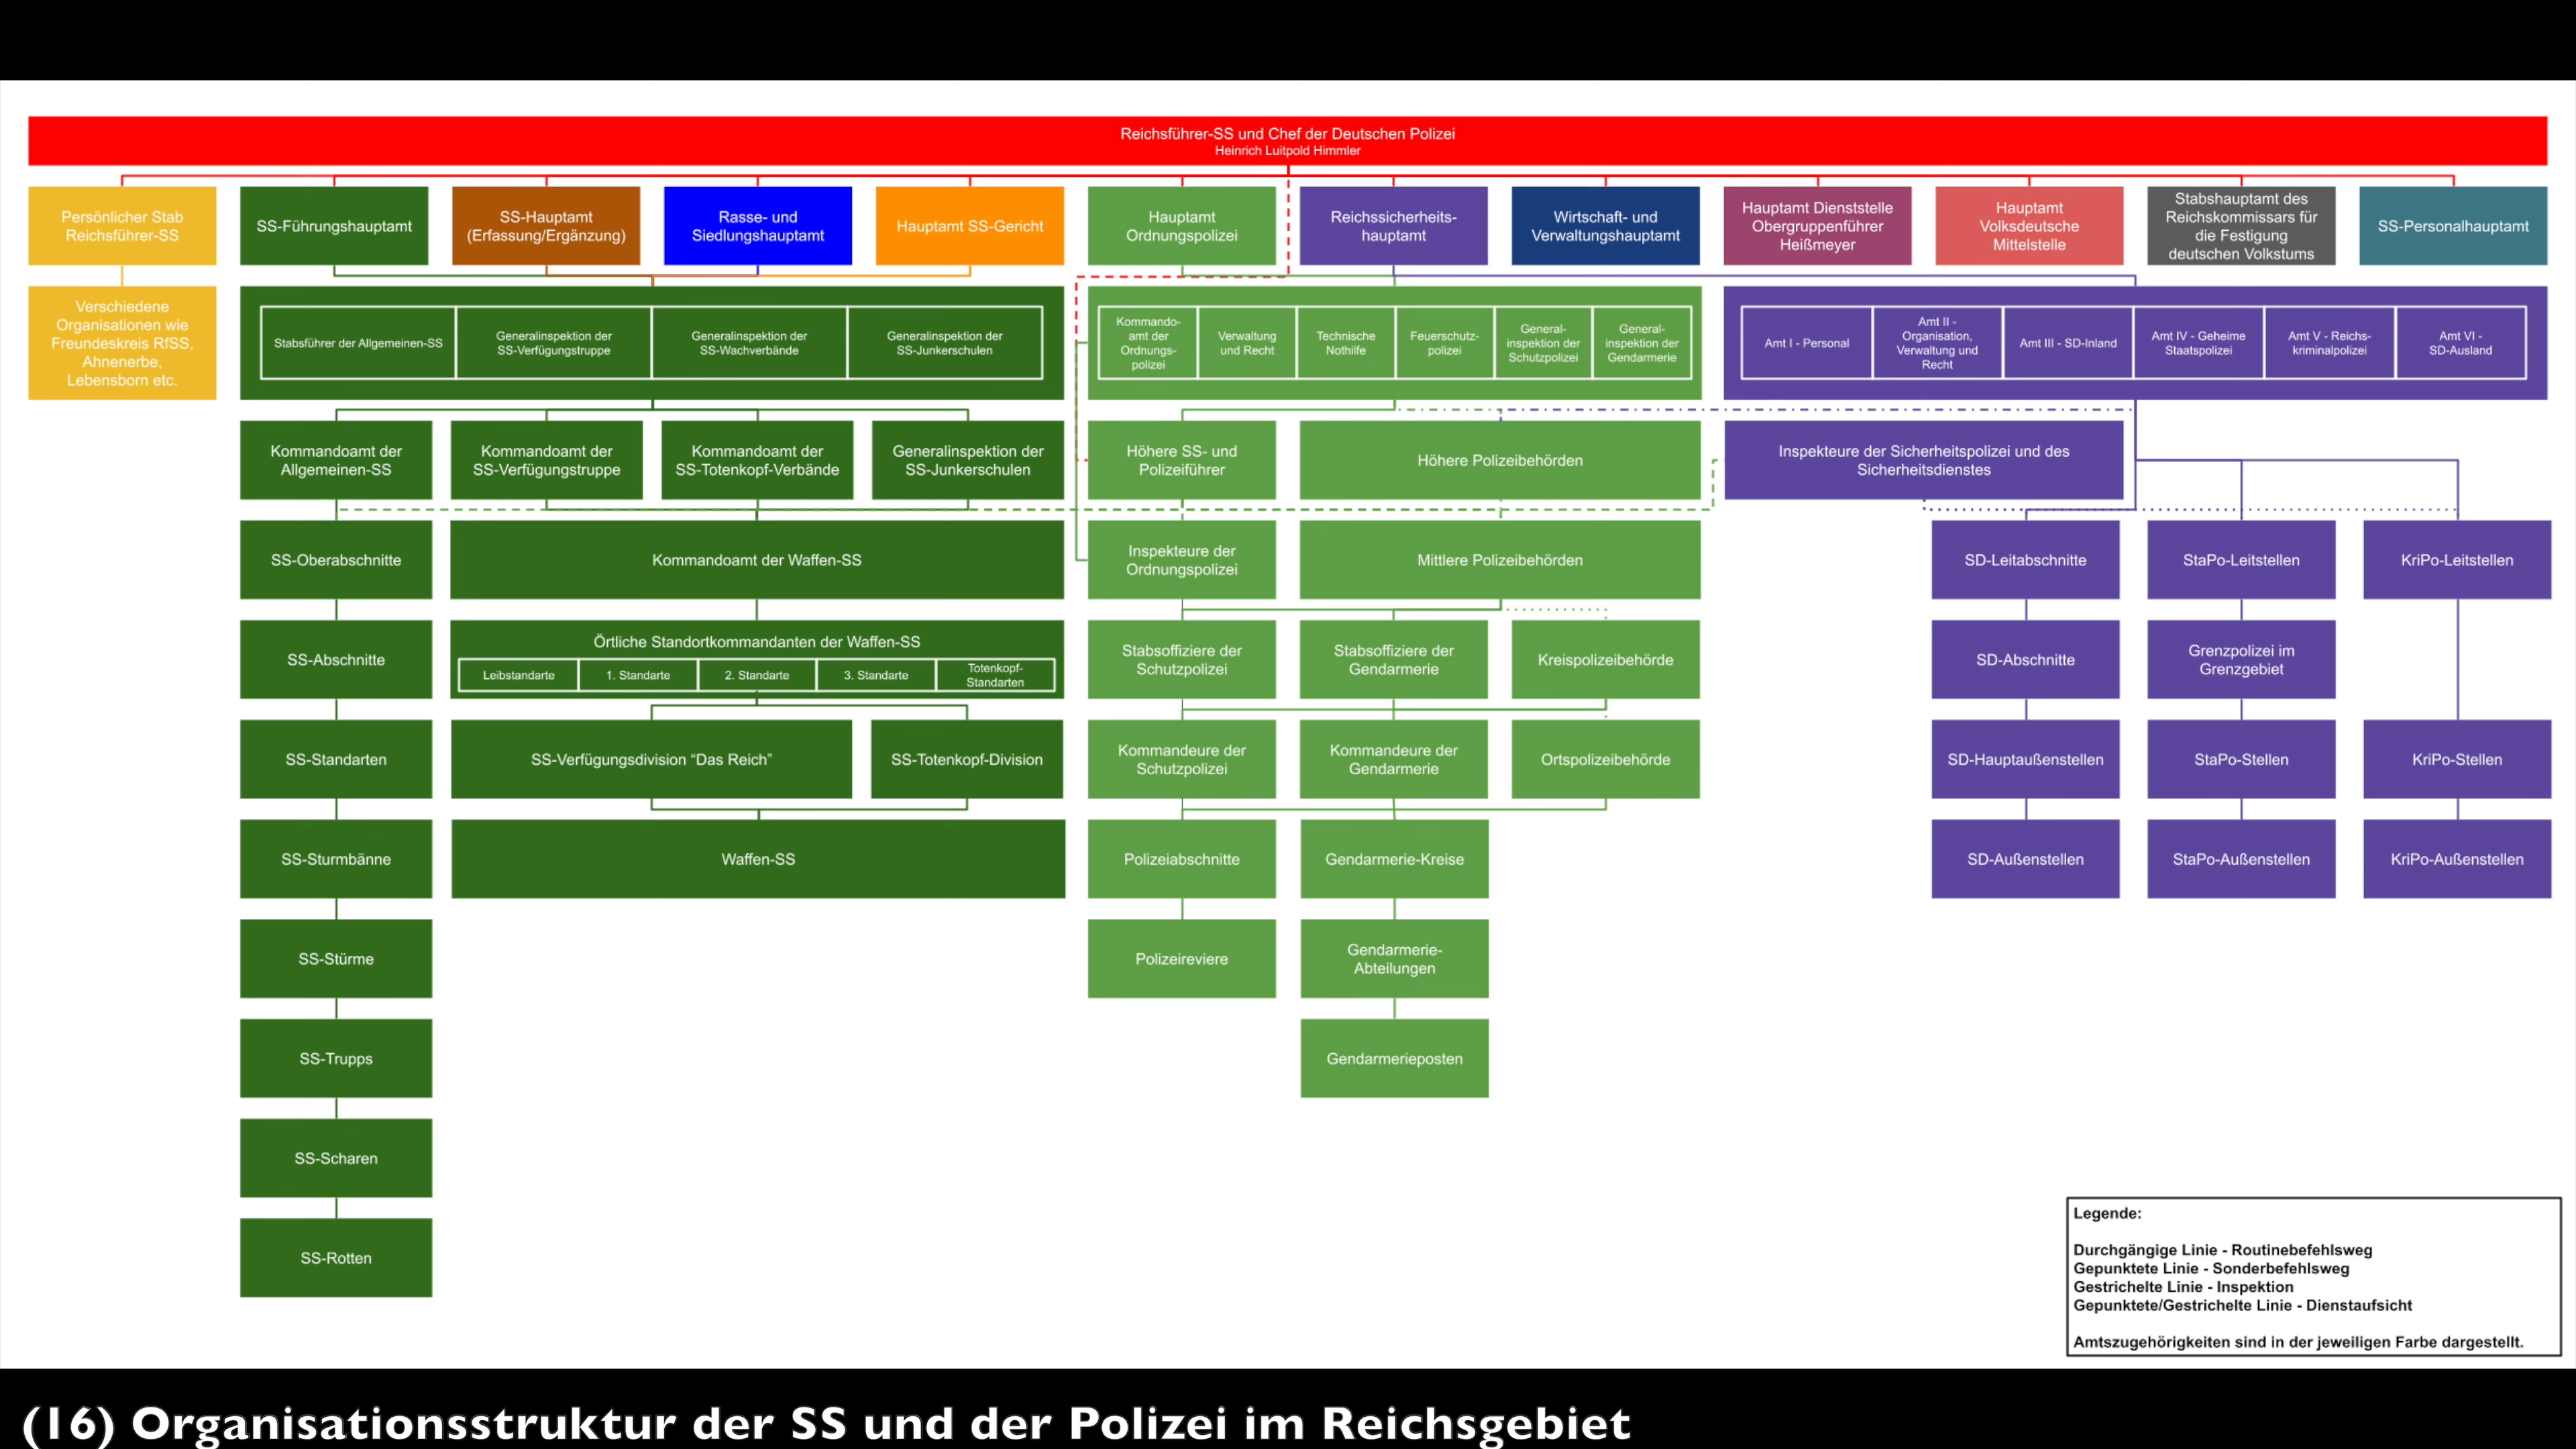 Reichsführer-SS und Chef der Deutschen Polizei
Heinrich Luitpold Himmler
Persönlicher Stab
Reichsführer-SS
SS-Führungshauptamt
SS-Hauptamt
(Erfassung/Ergänzung)
Rasse- und
Siedlungshauptamt
Hauptamt SS-Gericht
Hauptamt
Ordnungspolizei
Reichssicherheits-
hauptamt
Wirtschaft- und
Verwaltungshauptamt
Hauptamt Dienststelle
Obergruppenführer
Heißmeyer
Hauptamt
Volksdeutsche
Mittelstelle
Stabshauptamt des
Reichskommissars für
die Festigung
deutschen Volkstums
SS-Personalhauptamt
Verschiedene
Organisationen wie
Freundeskreis RfSS,
Ahnenerbe,
Lebensborn etc.
Stabsführer der Allgemeinen-SS
Generalinspektion der
SS-Verfügungstruppe
Generalinspektion der
SS-Wachverbände
Generalinspektion der
SS-Junkerschulen
Kommando-
amt der
Ordnungs-
polizei
Verwaltung
und Recht
Technische
Nothilfe
Feuerschutz-
polizei
General-
inspektion der
Schutzpolizei
General-
inspektion der
Gendarmerie
Amt I - Personal
Amt II -
Organisation,
Verwaltung und
Recht
Amt III - SD-Inland
Amt IV - Geheime
Staatspolizei
Amt V - Reichs-
kriminalpolizei
Amt VI -
SD-Ausland
Kommandoamt der
Allgemeinen-SS
Kommandoamt der
SS-Verfügungstruppe
Kommandoamt der
SS-Totenkopf-Verbände
Generalinspektion der
SS-Junkerschulen
Höhere SS- und
Polizeiführer
Höhere Polizeibehörden
Inspekteure der Sicherheitspolizei und des
Sicherheitsdienstes
SS-Oberabschnitte
Kommandoamt der Waffen-SS
Inspekteure der
Ordnungspolizei
Mittlere Polizeibehörden
SD-Leitabschnitte
StaPo-Leitstellen
KriPo-Leitstellen
SS-Abschnitte
Örtliche Standortkommandanten der Waffen-SS
Leibstandarte
1. Standarte
2. Standarte
3. Standarte
Totenkopf-
Standarten
Stabsoffiziere der
Schutzpolizei
Stabsoffiziere der
Gendarmerie
Kreispolizeibehörde
SD-Abschnitte
Grenzpolizei im
Grenzgebiet
SS-Standarten
SS-Verfügungsdivision “Das Reich”
SS-Totenkopf-Division
Kommandeure der
Schutzpolizei
Kommandeure der
Gendarmerie
Ortspolizeibehörde
SD-Hauptaußenstellen
StaPo-Stellen
KriPo-Stellen
SS-Sturmbänne
Waffen-SS
Polizeiabschnitte
Gendarmerie-Kreise
SD-Außenstellen
StaPo-Außenstellen
KriPo-Außenstellen
SS-Stürme
Polizeireviere
Gendarmerie-
Abteilungen
SS-Trupps
Gendarmerieposten
SS-Scharen
SS-Rotten
Legende:
Durchgängige Linie - Routinebefehlsweg
Gepunktete Linie - Sonderbefehlsweg
Gestrichelte Linie - Inspektion
Gepunktete/Gestrichelte Linie - Dienstaufsicht
Amtszugehörigkeiten sind in der jeweiligen Farbe dargestellt.
(16) Organisationsstruktur der SS und der Polizei im Reichsgebiet